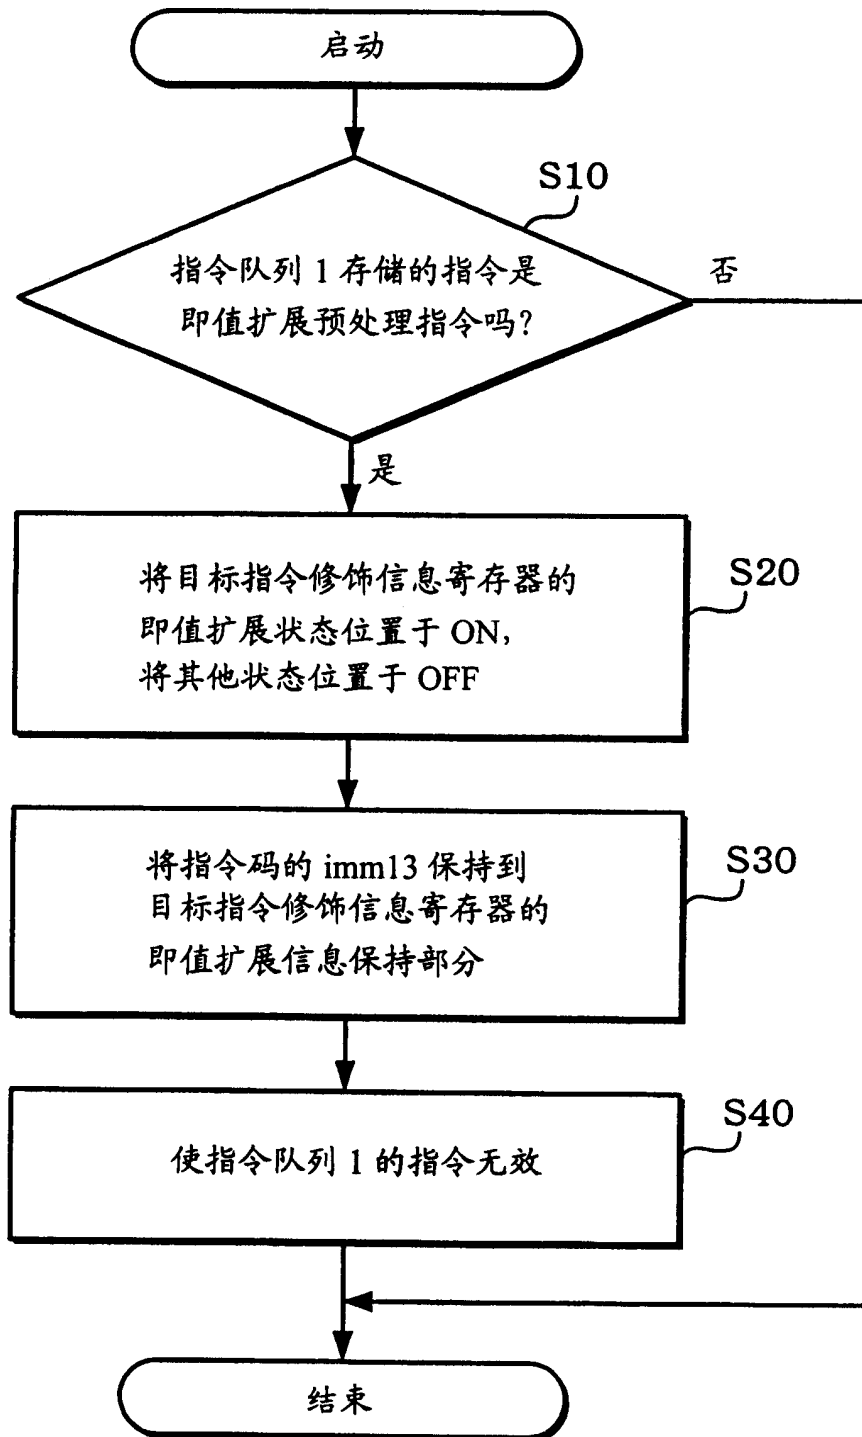 启动
S10
指令队列 1 存储的指令是
即值扩展预处理指令吗?
否
是
S20
将目标指令修饰信息寄存器的
即值扩展状态位置于 ON,
将其他状态位置于 OFF
S30
将指令码的 imm13 保持到
目标指令修饰信息寄存器的
即值扩展信息保持部分
S40
使指令队列 1 的指令无效
结束